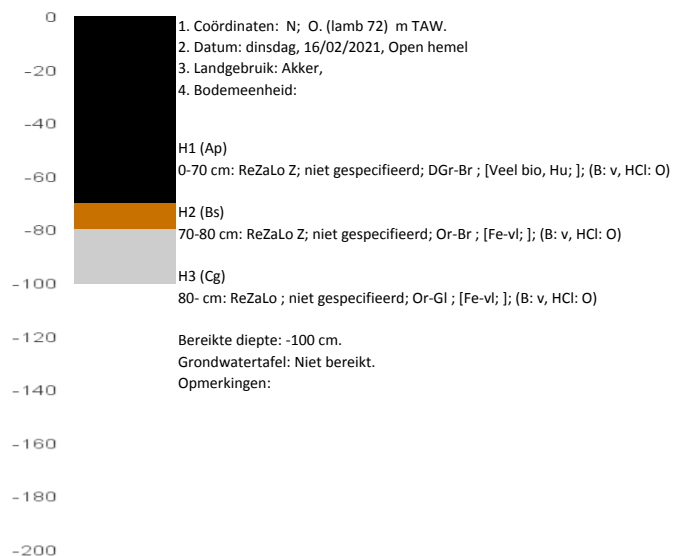 0
-20
-40
-60
-80
-100
-120
-140
-160
-180
-200
1. Coördinaten: N; O. (lamb 72) m TAW.
2. Datum: dinsdag, 16/02/2021, Open hemel
3. Landgebruik: Akker,
4. Bodemeenheid:
H1 (Ap)
0-70 cm: ReZaLo Z; niet gespecifieerd; DGr-Br ; [Veel bio, Hu; ]; (B: v, HCl: O)
H2 (Bs)
70-80 cm: ReZaLo Z; niet gespecifieerd; Or-Br ; [Fe-vl; ]; (B: v, HCl: O)
H3 (Cg)
80- cm: ReZaLo ; niet gespecifieerd; Or-Gl ; [Fe-vl; ]; (B: v, HCl: O)
Bereikte diepte: -100 cm.
Grondwatertafel: Niet bereikt.
Opmerkingen: